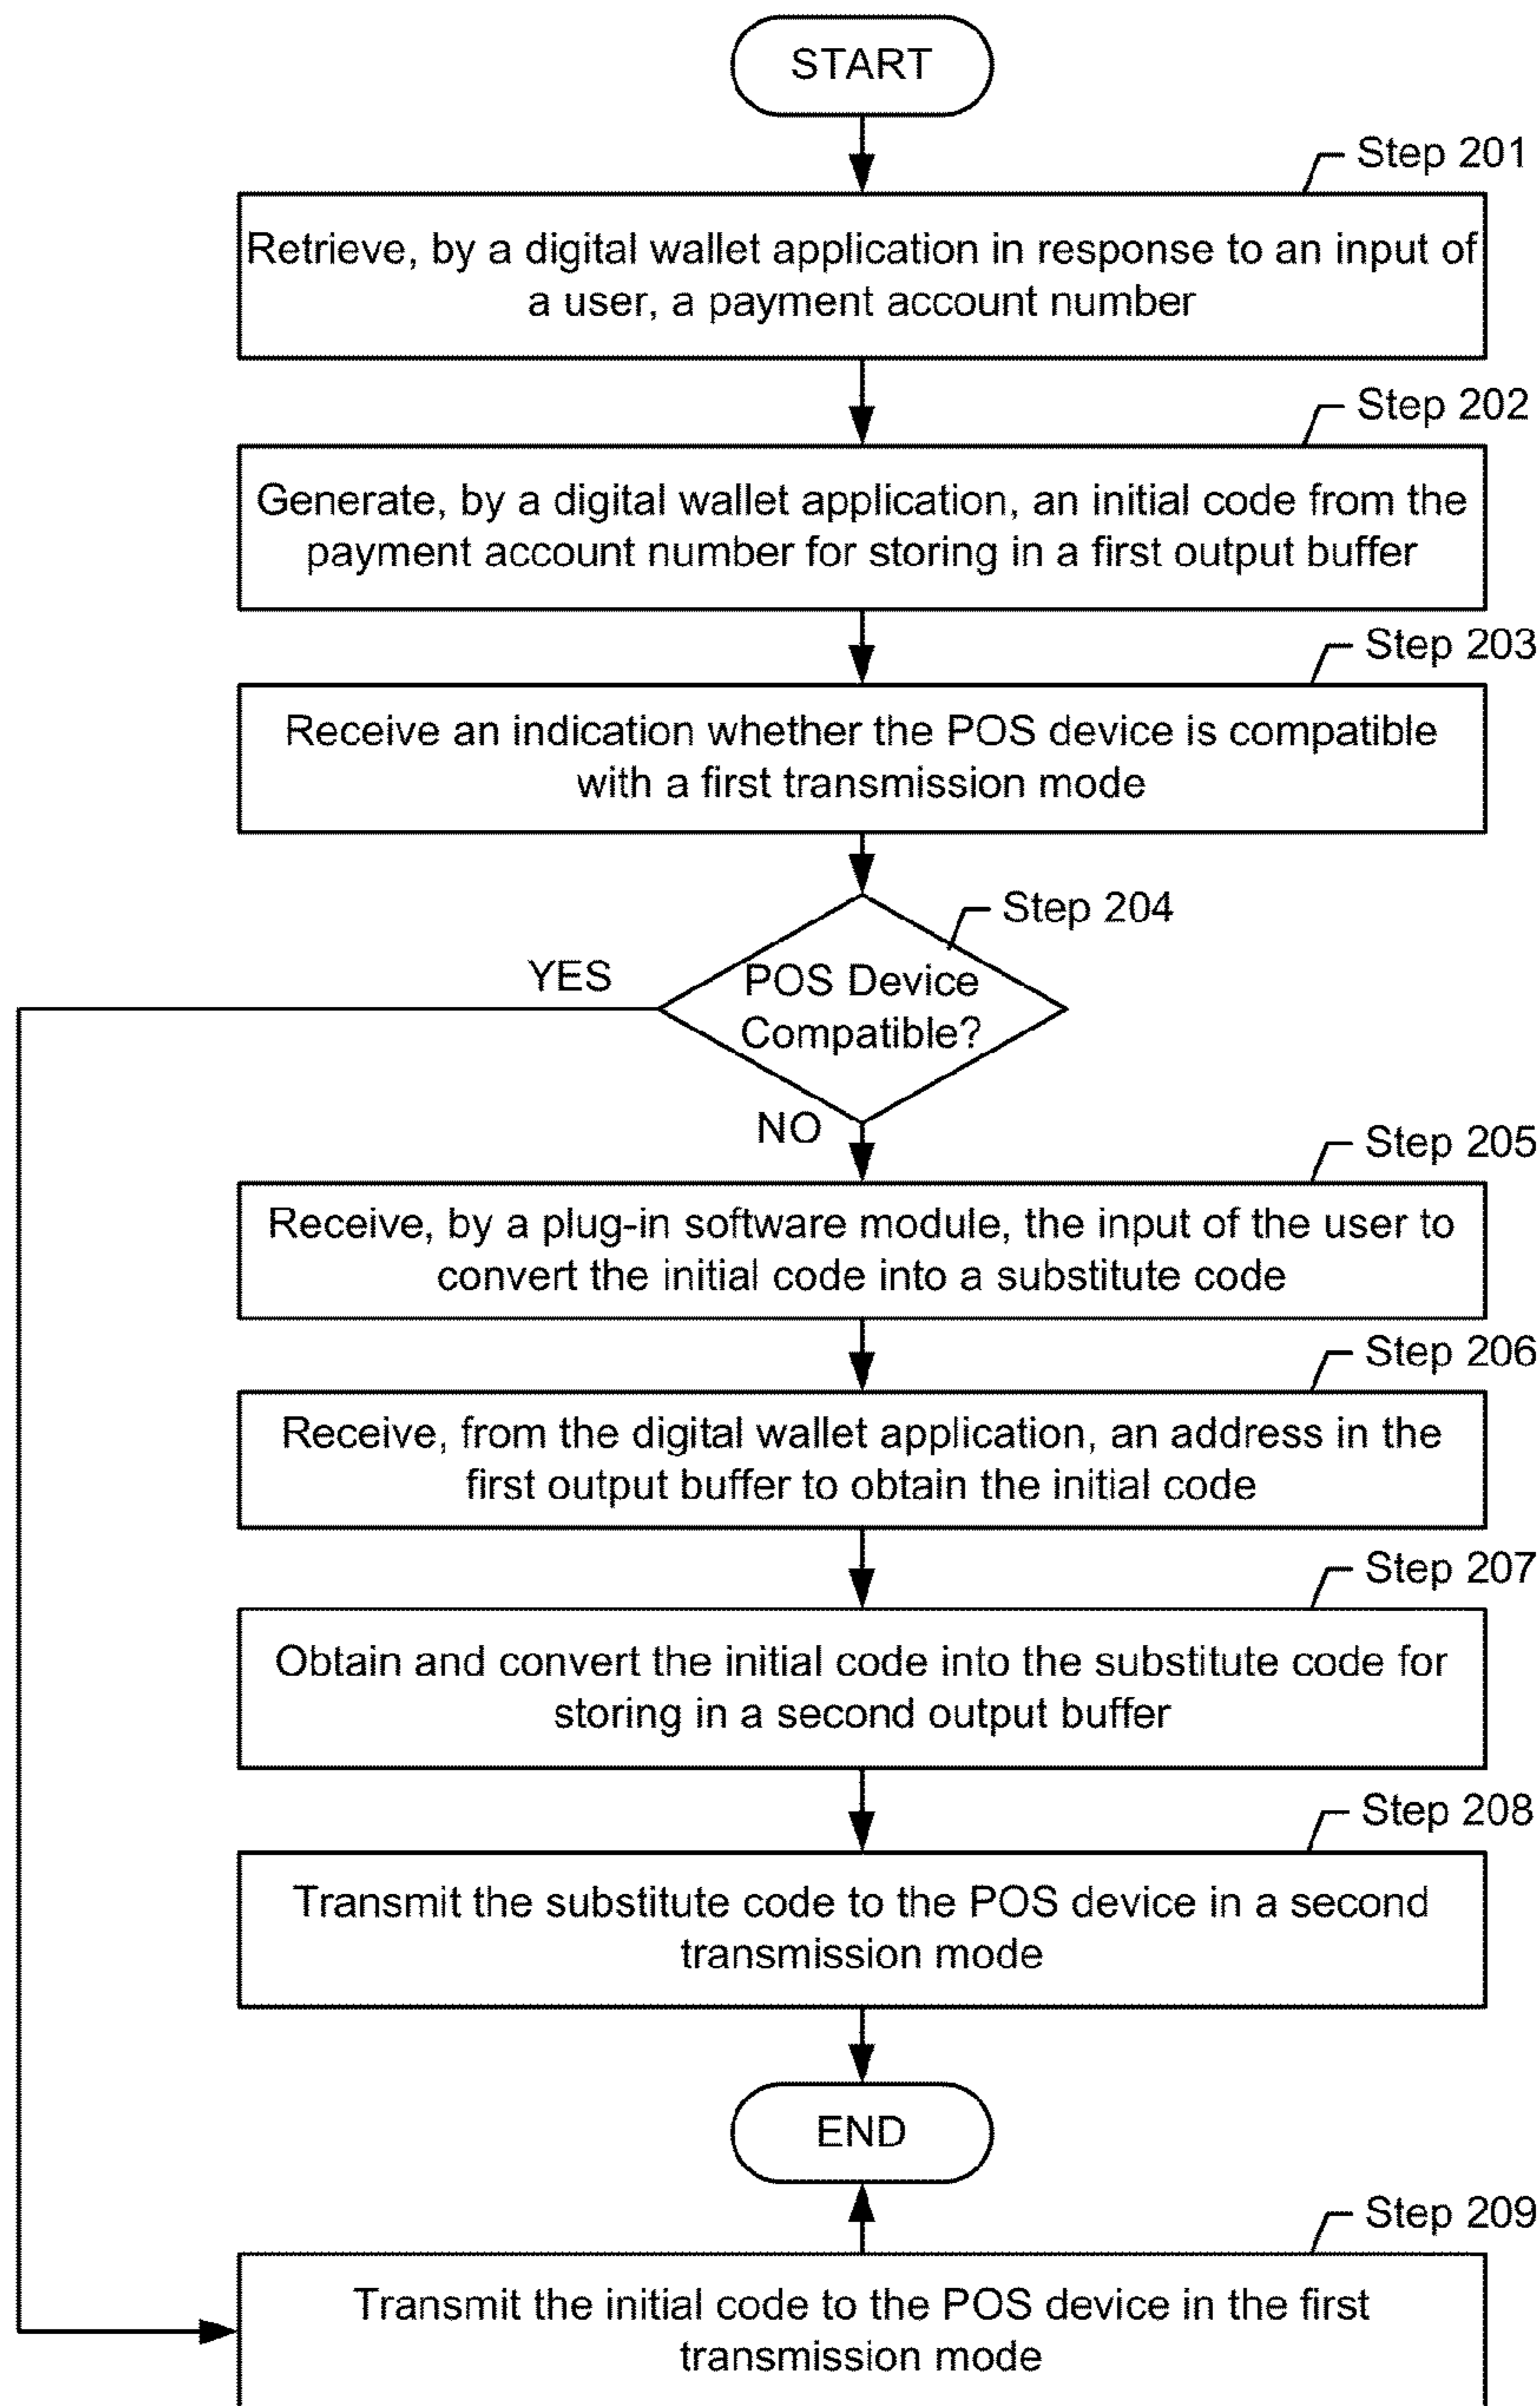 START
Step 201
Retrieve, by a digital wallet application in response to an input of
a user, a payment account number
Step 202
Generate, by a digital wallet application, an initial code from the
payment account number for storing in a first output buffer
Step 203
Receive an indication whether the POS device is compatible
with a first transmission mode
Step 204
YES
POS Device
Compatible?
NO
Step 205
Receive, by a plug-in software module, the input of the user to
convert the initial code into a substitute code
Step 206
Receive, from the digital wallet application, an address in the
first output buffer to obtain the initial code
Step 207
Obtain and convert the initial code into the substitute code for
storing in a second output buffer
Step 208
Transmit the substitute code to the POS device in a second
transmission mode
END
Step 209
Transmit the initial code to the POS device in the first
transmission mode